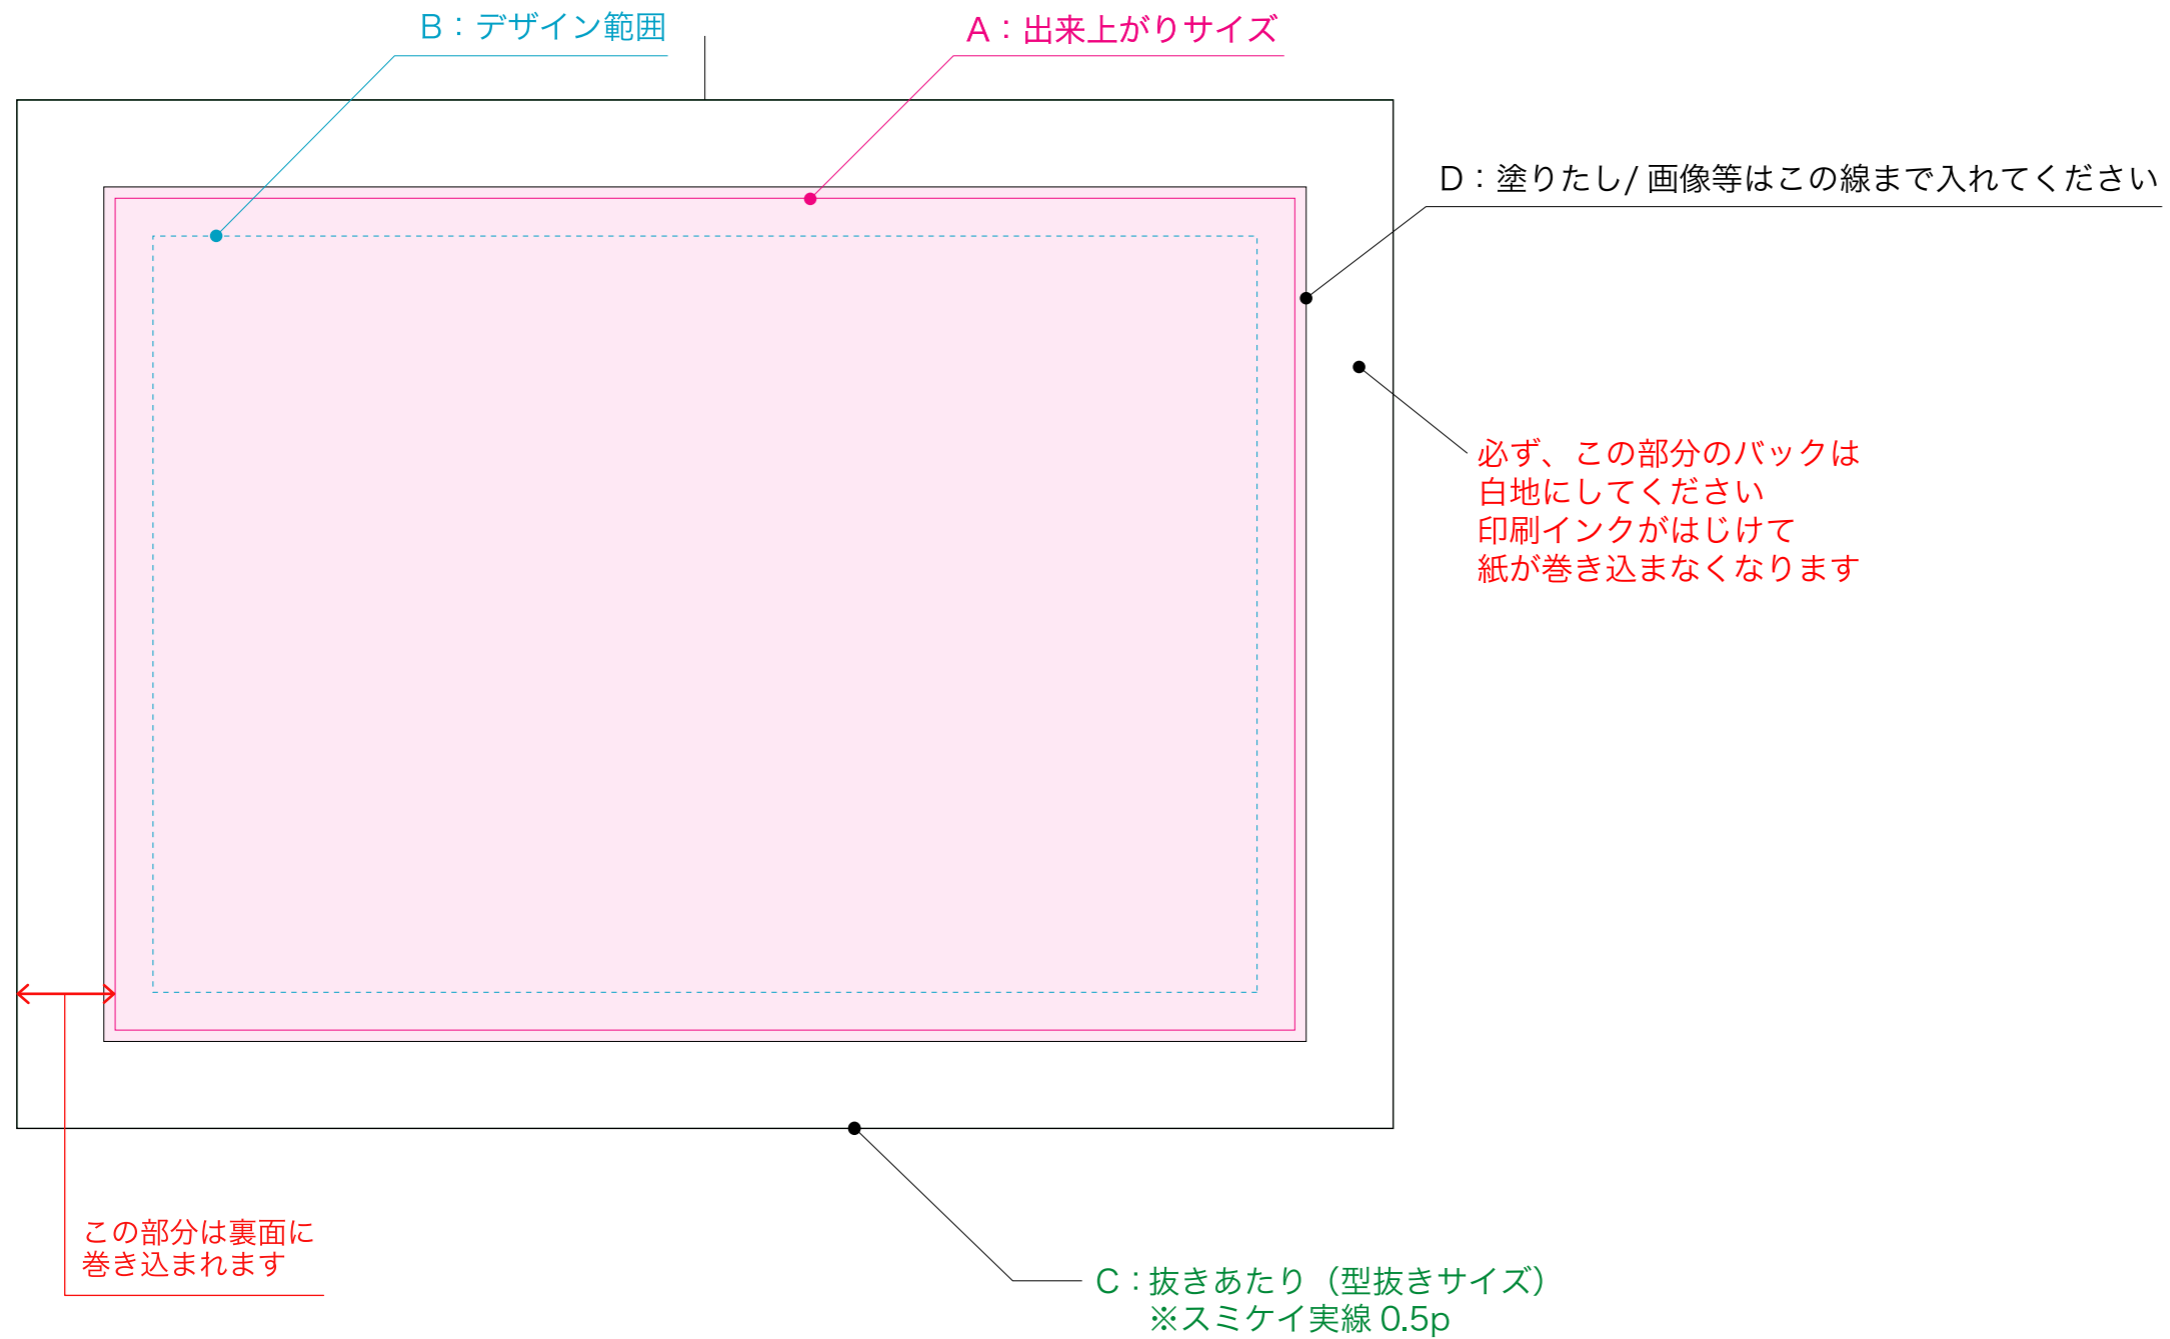 B：デザイン範囲
A：出来上がりサイズ
D：塗りたし/ 画像等はこの線まで入れてください
必ず、この部分のバックは
白地にしてください
印刷インクがはじけて
紙が巻き込まなくなります
この部分は裏面に
巻き込まれます
C：抜きあたり（型抜きサイズ）
※スミケイ実線 0.5p